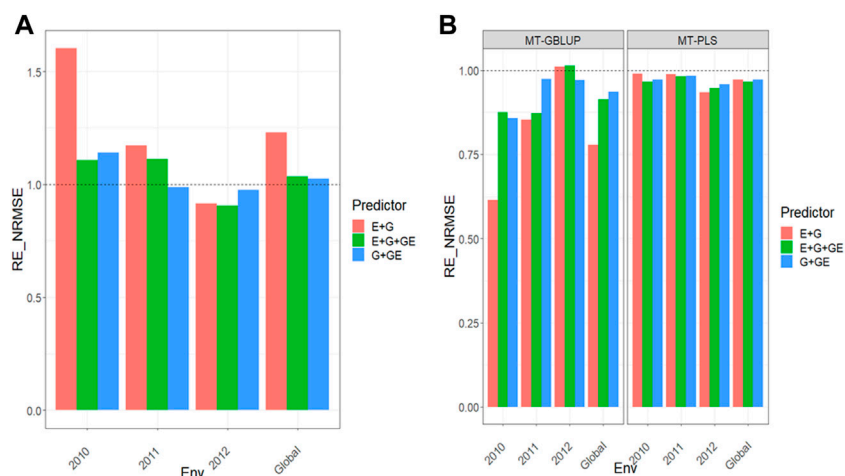 A
RE_NRMSE
1.5
1.0
0.5
0.0
2010
2011
2012
Global
Env
Predictor
E+G
E+G+GE
G+GE
B
MT-GBLUP
MT-PLS
RE_NRMSE
1.00
0.75
0.50
0.25
0.00
2010
2011
2012
Global
2010
2011
2012
Global
Env
Predictor
E+G
E+G+GE
G+GE